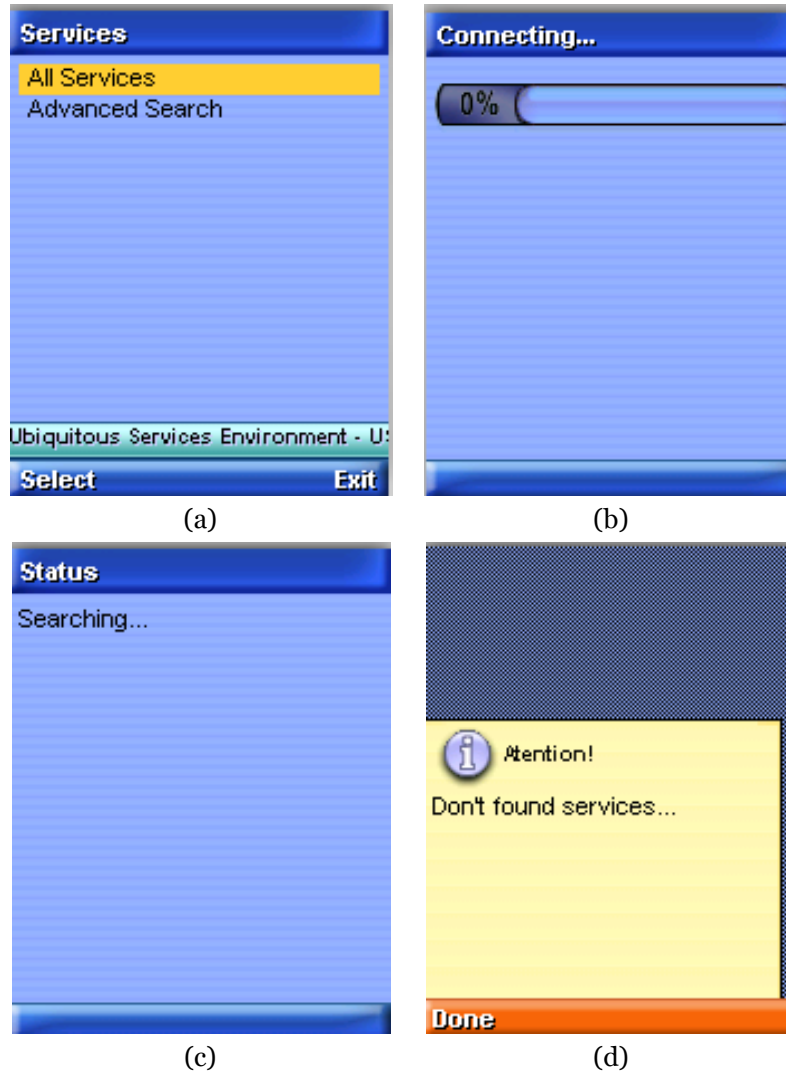 Services
All Services
Advanced Search
Ubiquitous Services Environment - U
Select Exit
(a)
Connecting...
0%
(b)
Status
Searching...
(c)
Atention!
Don't found services...
Done
(d)